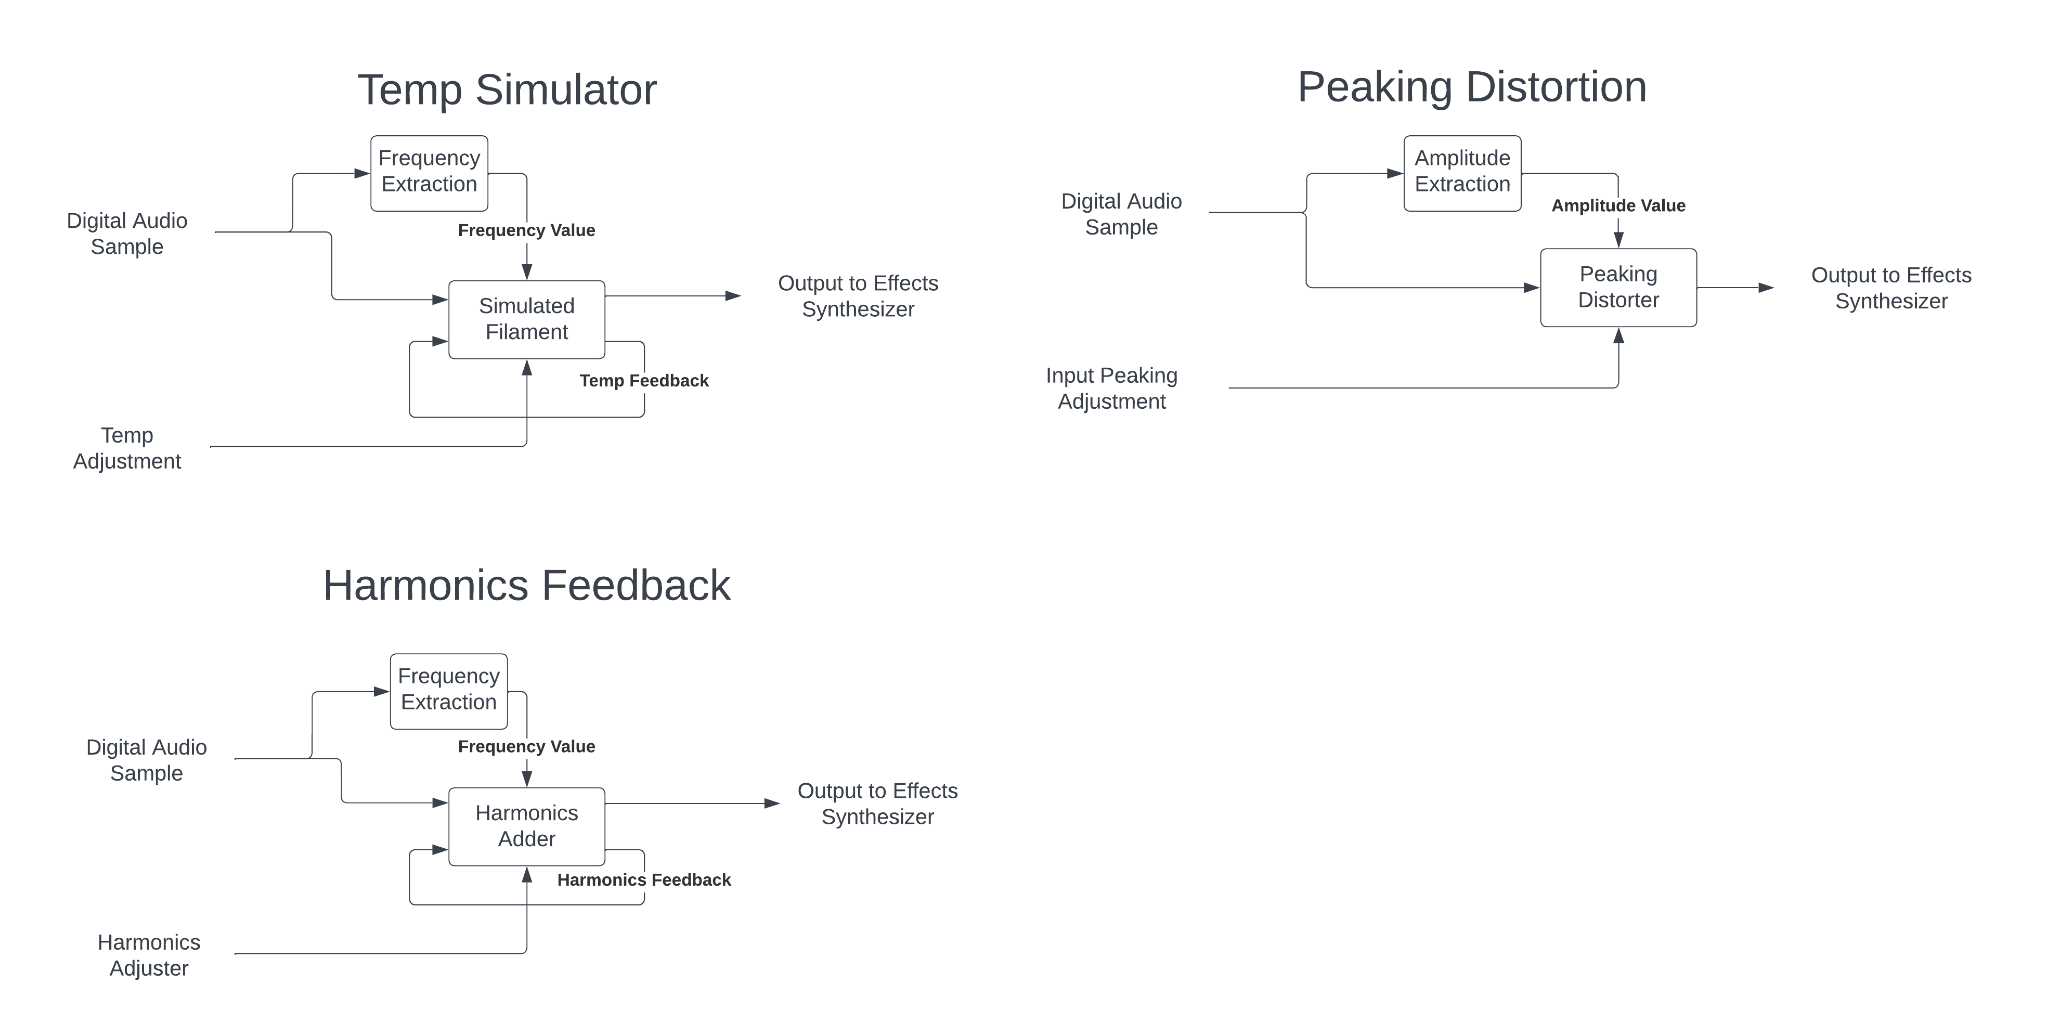 Temp Simulator
Frequency
Extraction
Digital Audio
Sample
Frequency Value
Simulated
Filament
Output to Effects
Synthesizer
Temp Feedback
Temp
Adjustment
Peaking Distortion
Amplitude
Extraction
Digital Audio
Sample
Amplitude Value
Peaking
Distorter
Output to Effects
Synthesizer
Input Peaking
Adjustment
Harmonics Feedback
Frequency
Extraction
Digital Audio
Sample
Frequency Value
Harmonics
Adder
Output to Effects
Synthesizer
Harmonics Feedback
Harmonics
Adjuster